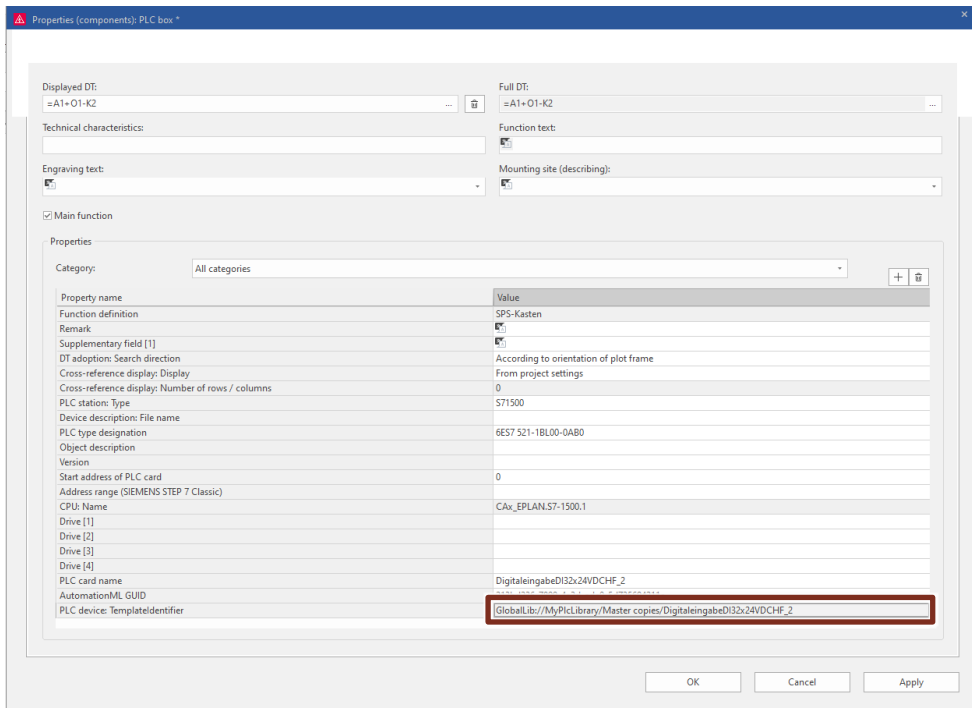 Properties (components): PLC box *
Displayed DT: Full DT:
=A1+O1-K2 ... =A1+O1-K2 ...
Technical characteristics: Function text:
Engraving text: Mounting site (describing):
Main function
Properties
Category: All categories
Property name Value
Function definition SPS-Kasten
Remark
Supplementary field [1]
DT adoption: Search direction According to orientation of plot frame
Cross-reference display: Display From project settings
Cross-reference display: Number of rows / columns 0
PLC station: Type S71500
Device description: File name
PLC type designation 6ES7 521-1BL00-0AB0
Object description
Version
Start address of PLC card 0
Address range (SIEMENS STEP 7 Classic)
CPU: Name CAx_EPLAN.S7-1500.1
Drive [1]
Drive [2]
Drive [3]
Drive [4]
PLC card name DigitaleingabeDI32x24VDCHF_2
AutomationML GUID
PLC device: TemplateIdentifier GlobalLib://MyPlcLibrary/Master copies/DigitaleingabeDI32x24VDCHF_2
OK Cancel Apply